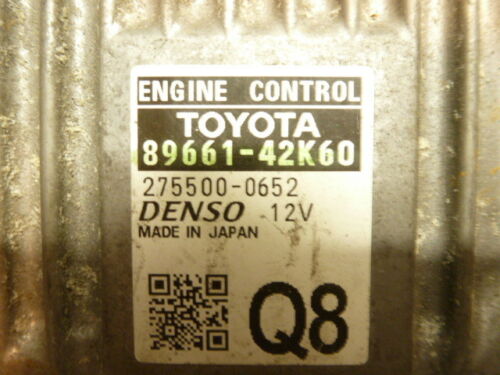 ENGINE CONTROL
TOYOTA
89661-42K60
275500-0652
DENSO 12V
MADE IN JAPAN
Q8